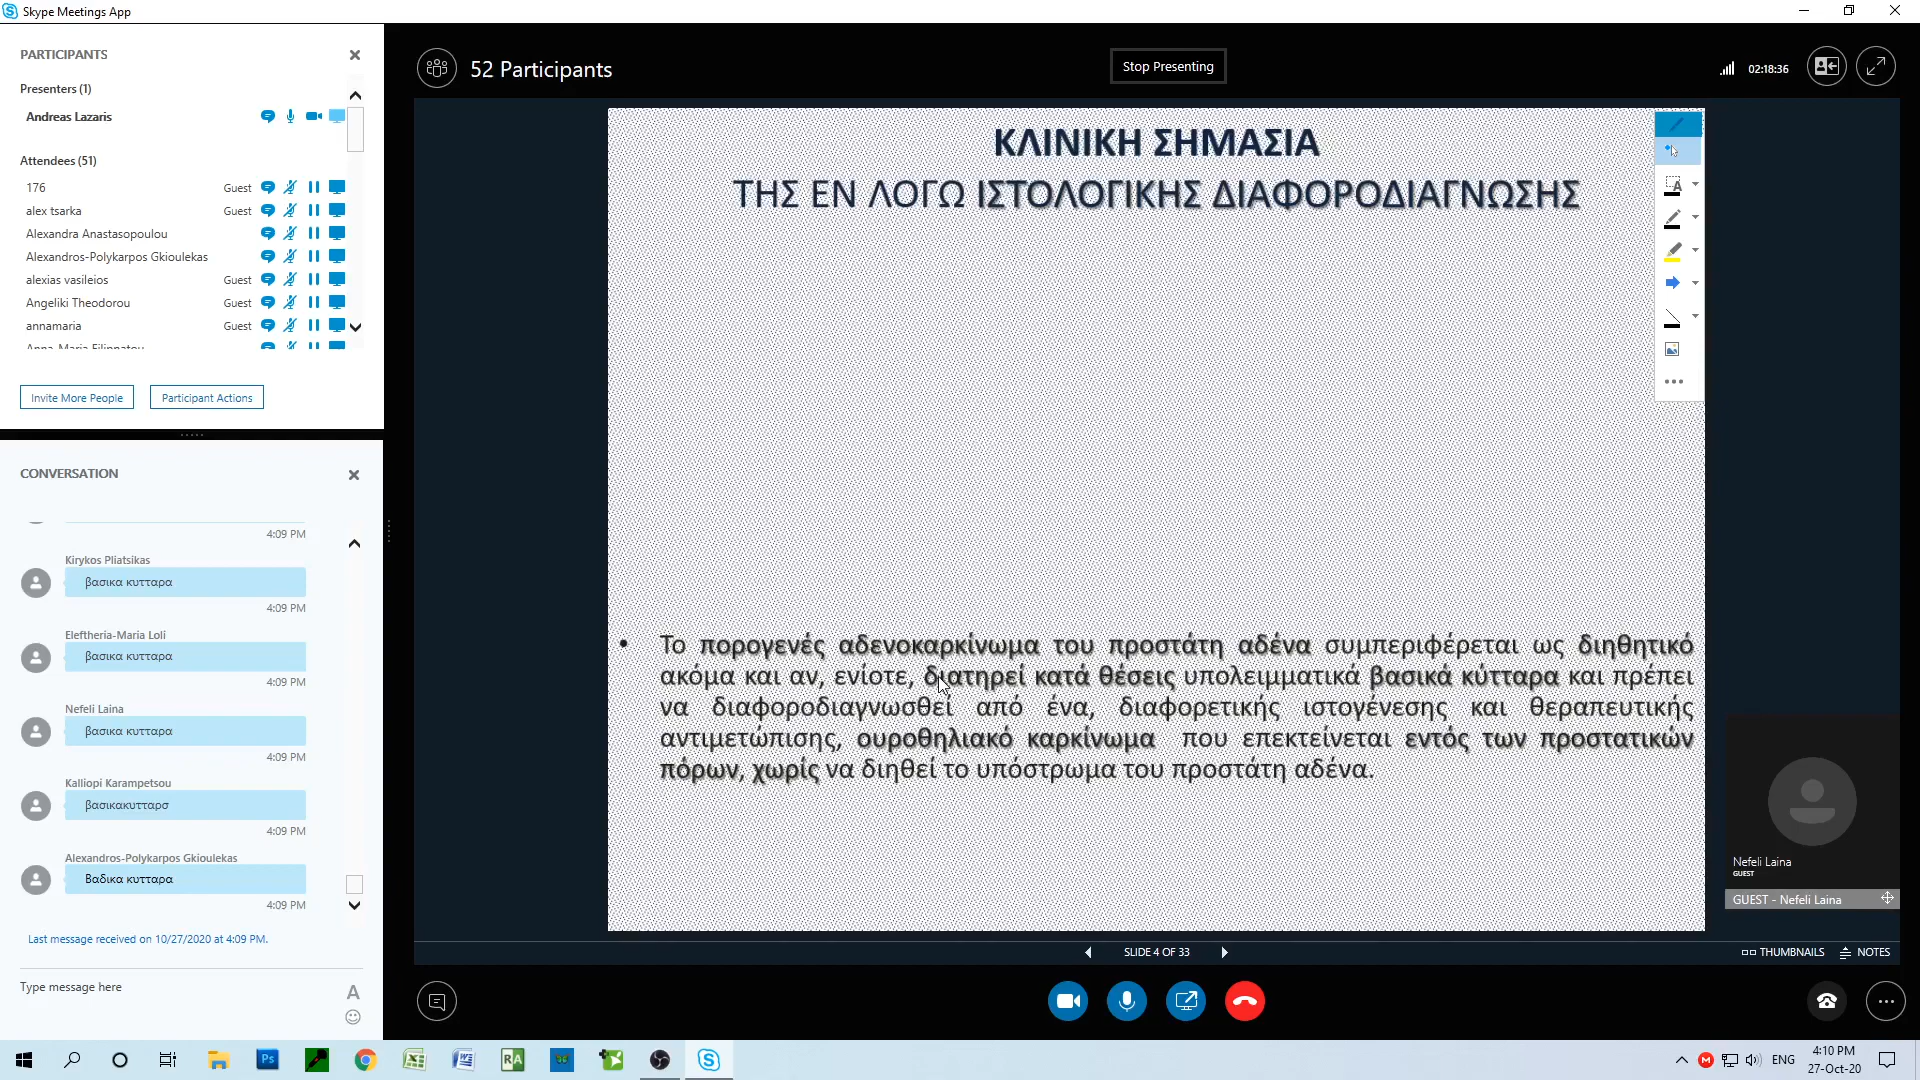 Skype Meetings App
PARTICIPANTS
Presenters (1)
Andreas Lazaris
Attendees (51)
176 Guest
alex tsarka Guest
Alexandra Anastasopoulou
Alexandros-Polykarpos Gkioulekas
alexias vasileios Guest
Angeliki Theodorou Guest
annamaria Guest
Anna-Maria Filippatou
Invite More People Participant Actions
CONVERSATION
4:09 PM
Kirykos Pliatsikas
βασικα κυτταρα
4:09 PM
Eleftheria-Maria Loli
βασικα κυτταρα
4:09 PM
Nefeli Laina
βασικα κυτταρα
4:09 PM
Kalliopi Karampetsou
βασικακυτταρσ
4:09 PM
Alexandros-Polykarpos Gkioulekas
Βαδικα κυτταρα
4:09 PM
Last message received on 10/27/2020 at 4:09 PM.
Type message here
52 Participants
Stop Presenting
02:18:36
ΚΛΙΝΙΚΗ ΣΗΜΑΣΙΑ
ΤΗΣ ΕΝ ΛΟΓΩ ΙΣΤΟΛΟΓΙΚΗΣ ΔΙΑΦΟΡΟΔΙΑΓΝΩΣΗΣ
• Το πορογενές αδενοκαρκίνωμα του προστάτη αδένα συμπεριφέρεται ως διηθητικό
ακόμα και αν, ενίοτε, διατηρεί κατά θέσεις υπολειμματικά βασικά κύτταρα και πρέπει
να διαφοροδιαγνωσθεί από ένα, διαφορετικής ιστογένεσης και θεραπευτικής
αντιμετώπισης, ουροθηλιακό καρκίνωμα που επεκτείνεται εντός των προστατικών
πόρων, χωρίς να διηθεί το υπόστρωμα του προστάτη αδένα.
Nefeli Laina
GUEST
GUEST - Nefeli Laina
SLIDE 4 OF 33
THUMBNAILS NOTES
Ps
RA
ENG
4:10 PM
27-Oct-20